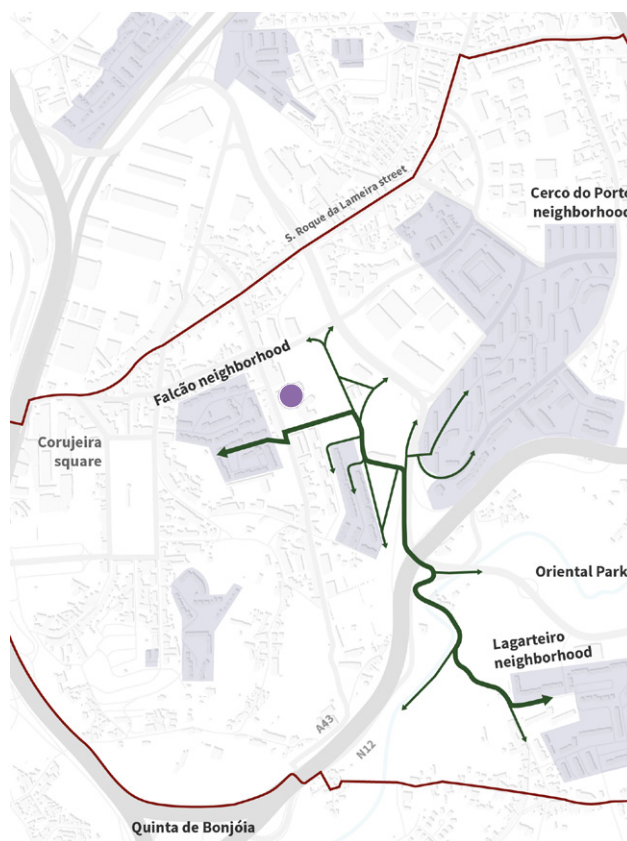 S. Roque da Lameira street
Cerco do Porto
neighborhood
Falcão neighborhood
Corujeira
square
Oriental Park
Lagarteiro
neighborhood
A43
N12
Quinta de Bonjóia